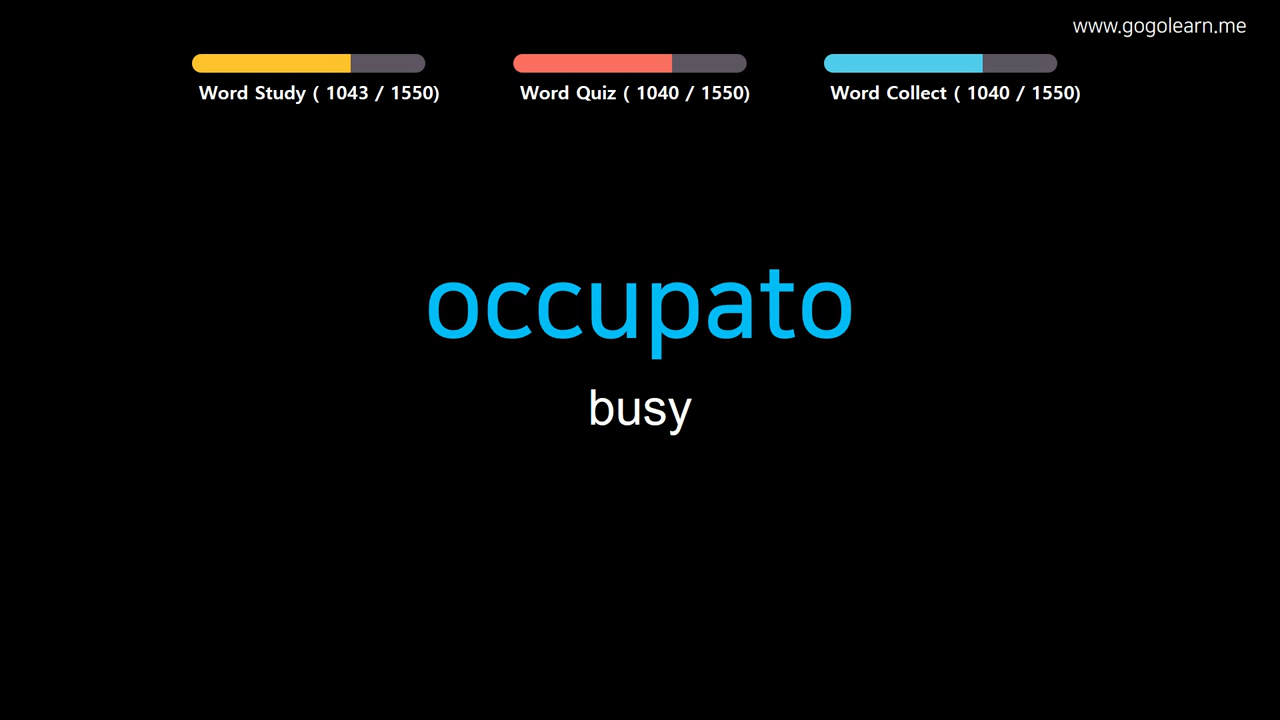 www.gogolearn.me
Word Study ( 1043 / 1550)
Word Quiz ( 1040 / 1550)
Word Collect ( 1040 / 1550)
occupato
busy